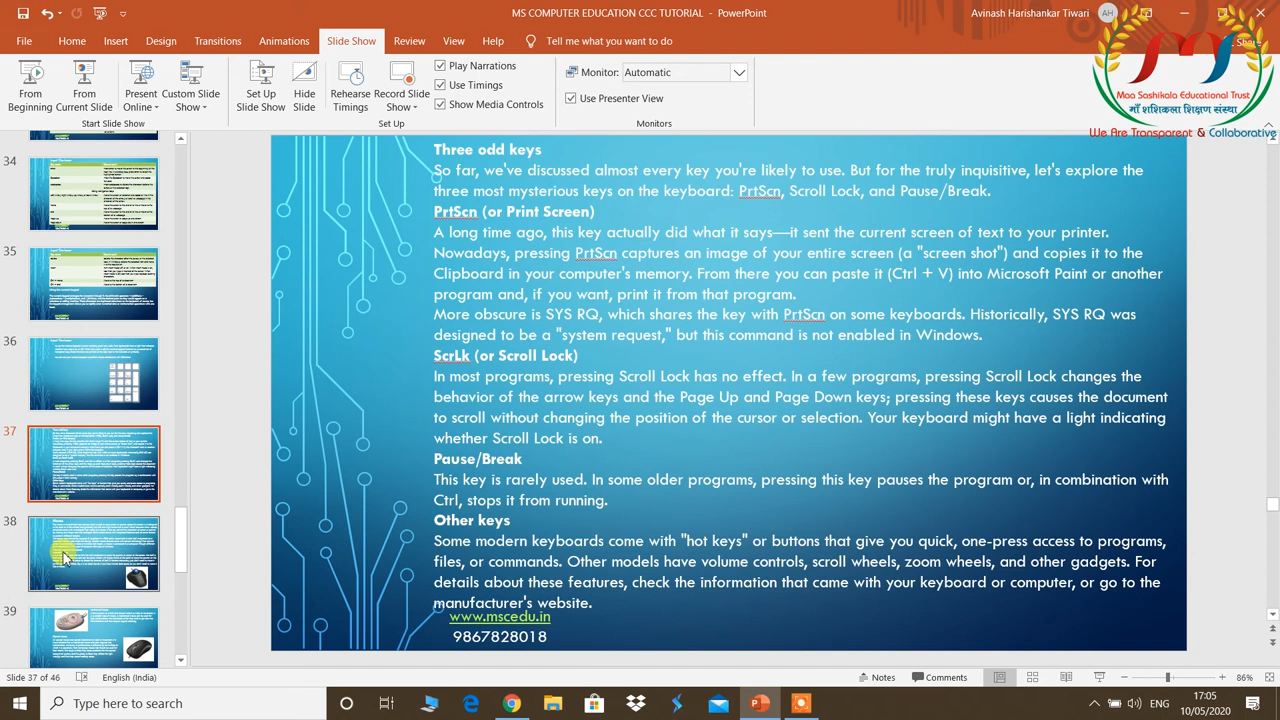 MS COMPUTER EDUCATION CCC TUTORIAL - PowerPoint
Avinash Harishankar Tiwari
AH
File
Home
Insert
Design
Transitions
Animations
Slide Show
Review
View
Help
Tell me what you want to do
Share
From Beginning
From Current Slide
Present Online
Custom Slide Show
Start Slide Show
Set Up Slide Show
Hide Slide
Rehearse Timings
Record Slide Show
Play Narrations
Use Timings
Show Media Controls
Set Up
Monitor: Automatic
Use Presenter View
Monitors
Maa Sashikala Educational Trust
माँ शशिकला शिक्षण संस्था
We Are Transparent & Collaborative
34
35
36
37
38
39
Three odd keys
So far, we've discussed almost every key you're likely to use. But for the truly inquisitive, let's explore the
three most mysterious keys on the keyboard: PrtScn, Scroll Lock, and Pause/Break.
PrtScn (or Print Screen)
A long time ago, this key actually did what it says—it sent the current screen of text to your printer.
Nowadays, pressing PrtScn captures an image of your entire screen (a "screen shot") and copies it to the
Clipboard in your computer's memory. From there you can paste it (Ctrl + V) into Microsoft Paint or another
program and, if you want, print it from that program.
More obscure is SYS RQ, which shares the key with PrtScn on some keyboards. Historically, SYS RQ was
designed to be a "system request," but this command is not enabled in Windows.
ScrLk (or Scroll Lock)
In most programs, pressing Scroll Lock has no effect. In a few programs, pressing Scroll Lock changes the
behavior of the arrow keys and the Page Up and Page Down keys; pressing these keys causes the document
to scroll without changing the position of the cursor or selection. Your keyboard might have a light indicating
whether Scroll Lock is on.
Pause/Break
This key is rarely used. In some older programs, pressing this key pauses the program or, in combination with
Ctrl, stops it from running.
Other keys
Some modern keyboards come with "hot keys" or buttons that give you quick, one-press access to programs,
files, or commands. Other models have volume controls, scroll wheels, zoom wheels, and other gadgets. For
details about these features, check the information that came with your keyboard or computer, or go to the
manufacturer's website.
www.mscedu.in
9867828018
Slide 37 of 46
English (India)
Notes
Comments
86%
Type here to search
ENG
17:05
10/05/2020